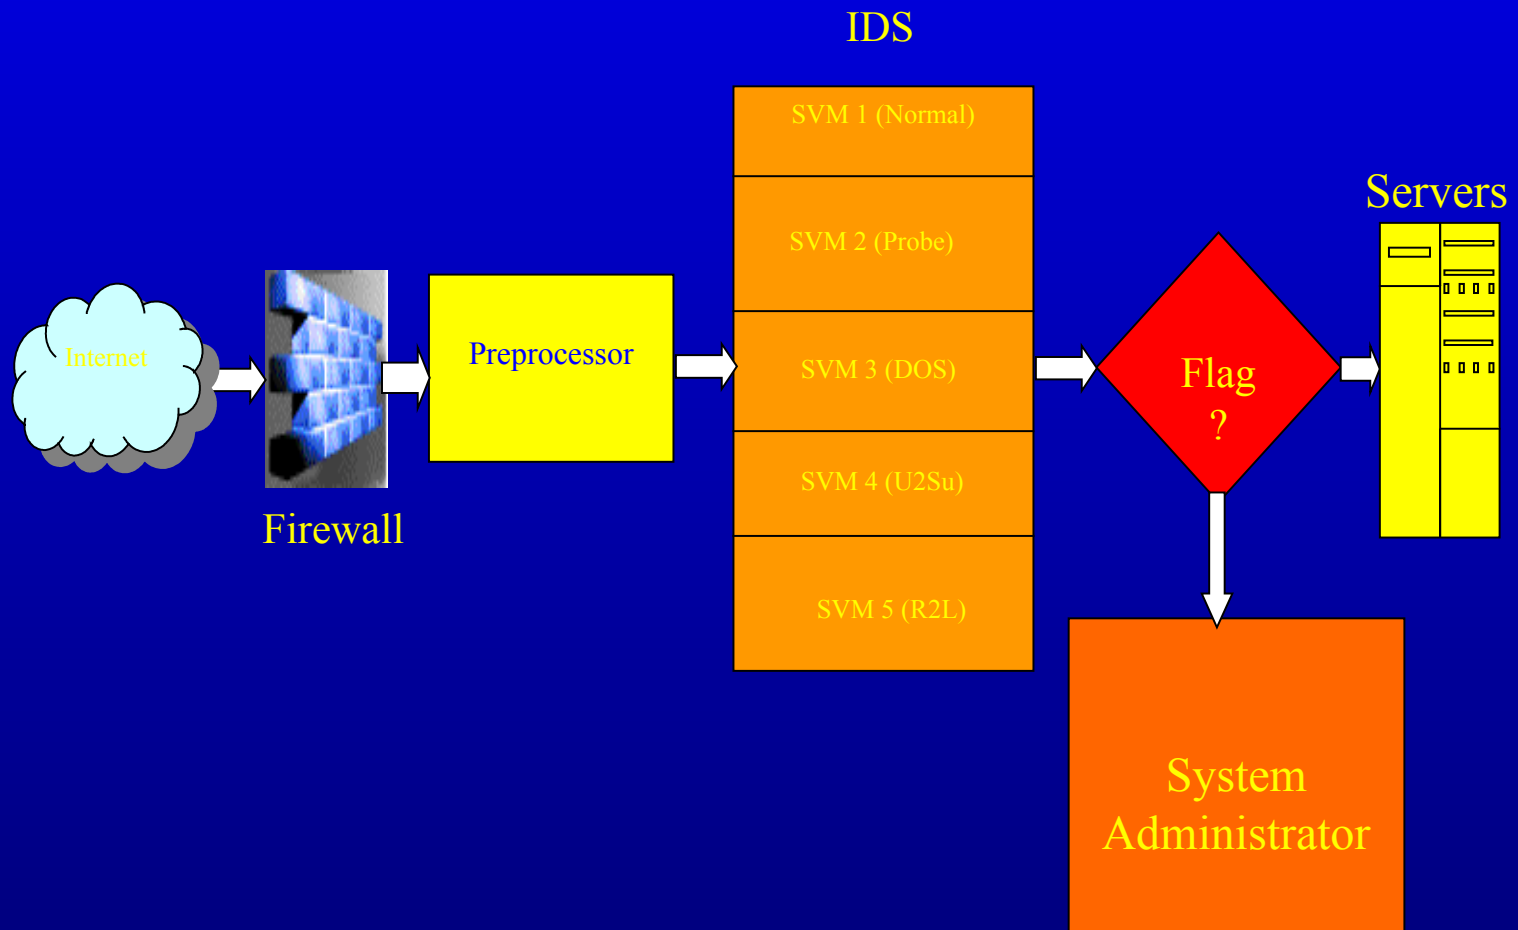 IDS
SVM 1 (Normal)
SVM 2 (Probe)
SVM 3 (DOS)
SVM 4 (U2Su)
SVM 5 (R2L)
Internet
Firewall
Preprocessor
Flag
?
Servers
System
Administrator